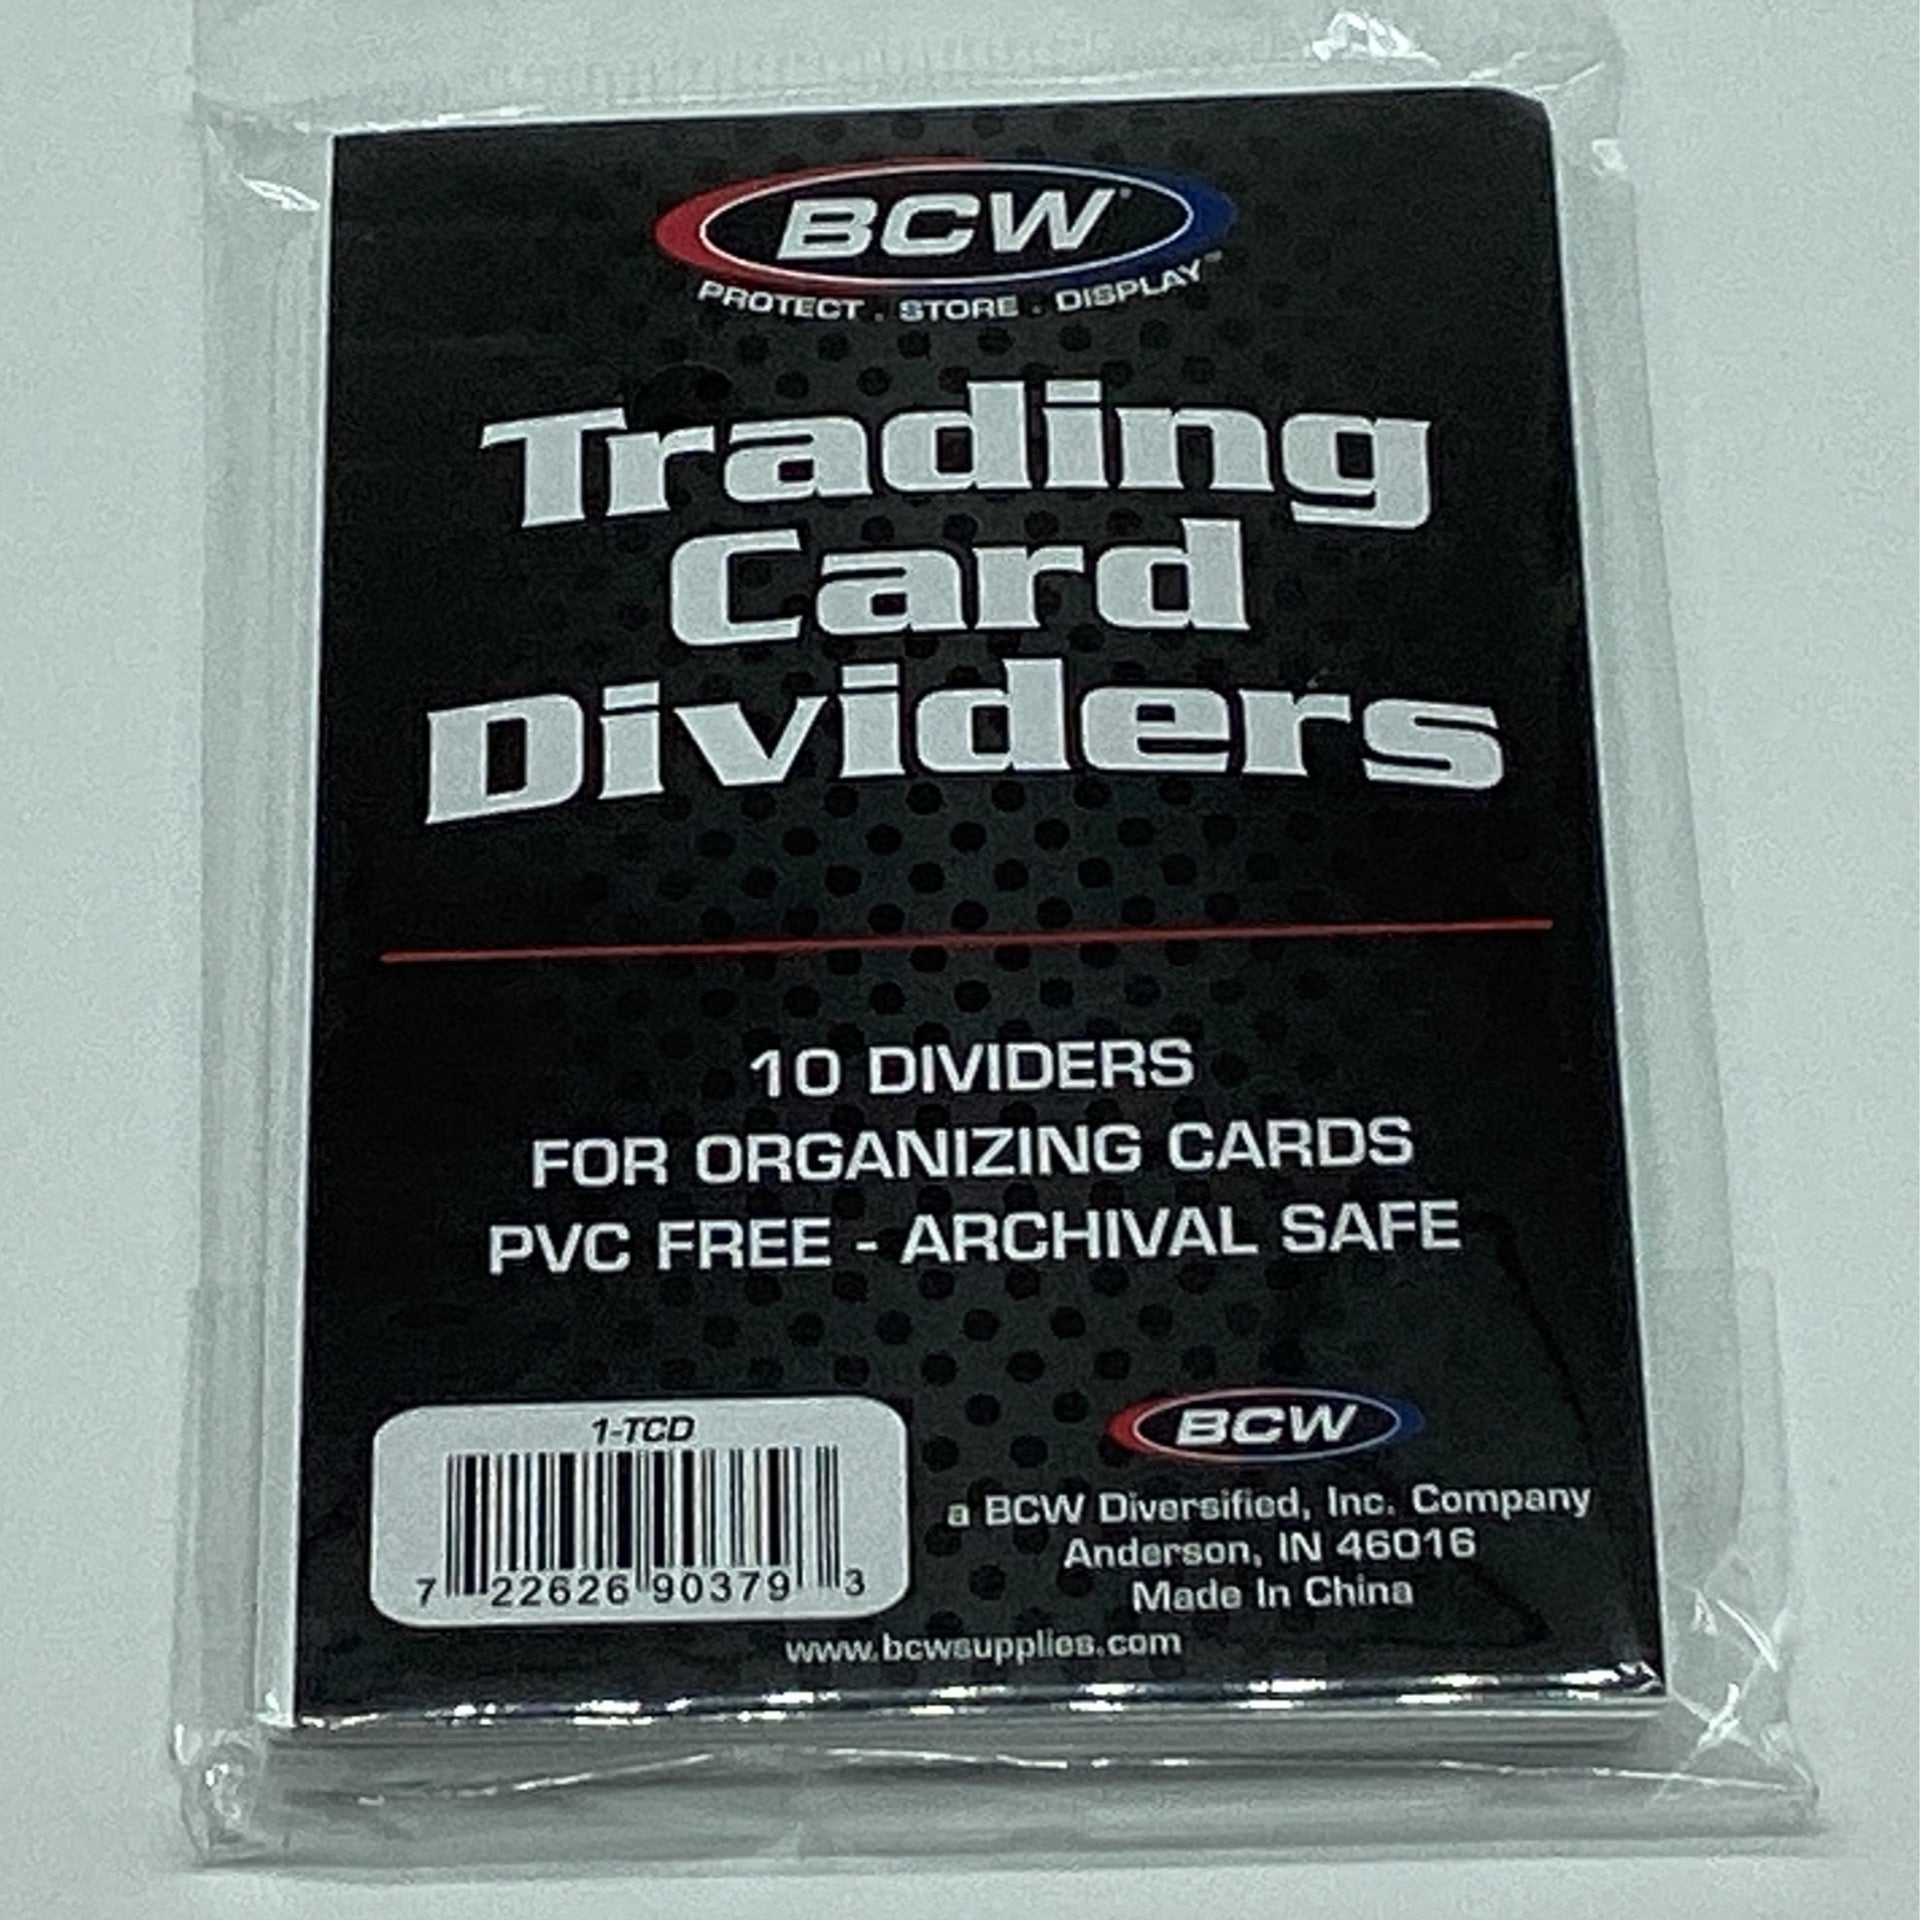 BCW®
PROTECT . STORE . DISPLAY™
Trading
Card
Dividers
10 DIVIDERS
FOR ORGANIZING CARDS
PVC FREE - ARCHIVAL SAFE
1-TCD
7 22626 90379 3
BCW
a BCW Diversified, Inc. Company
Anderson, IN 46016
Made In China
www.bcwsupplies.com